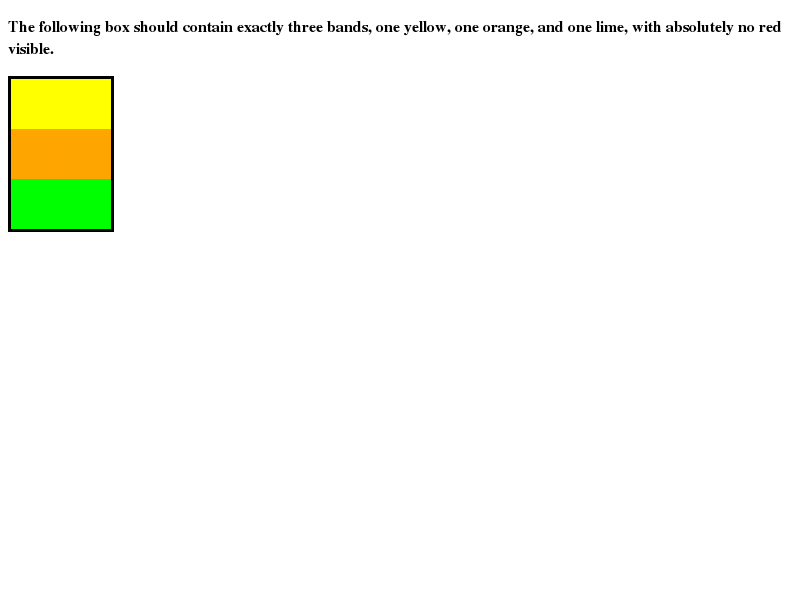 The following box should contain exactly three bands, one yellow, one orange, and one lime, with absolutely no red
visible.